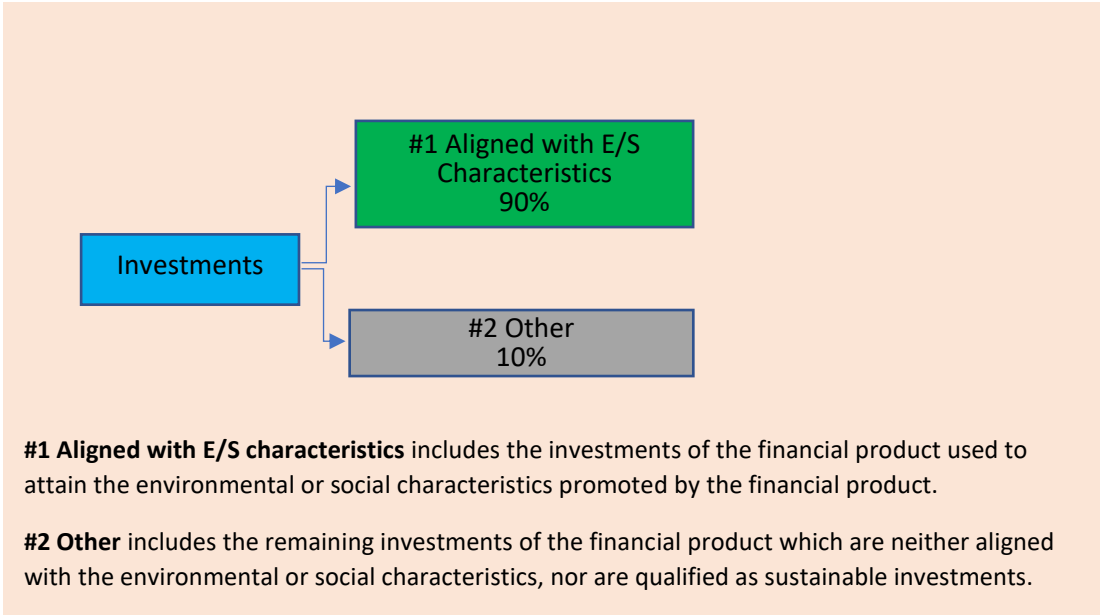 #1 Aligned with E/S
Characteristics
90%
Investments
#2 Other
10%
#1 Aligned with E/S characteristics includes the investments of the financial product used to
attain the environmental or social characteristics promoted by the financial product.
#2 Other includes the remaining investments of the financial product which are neither aligned
with the environmental or social characteristics, nor are qualified as sustainable investments.